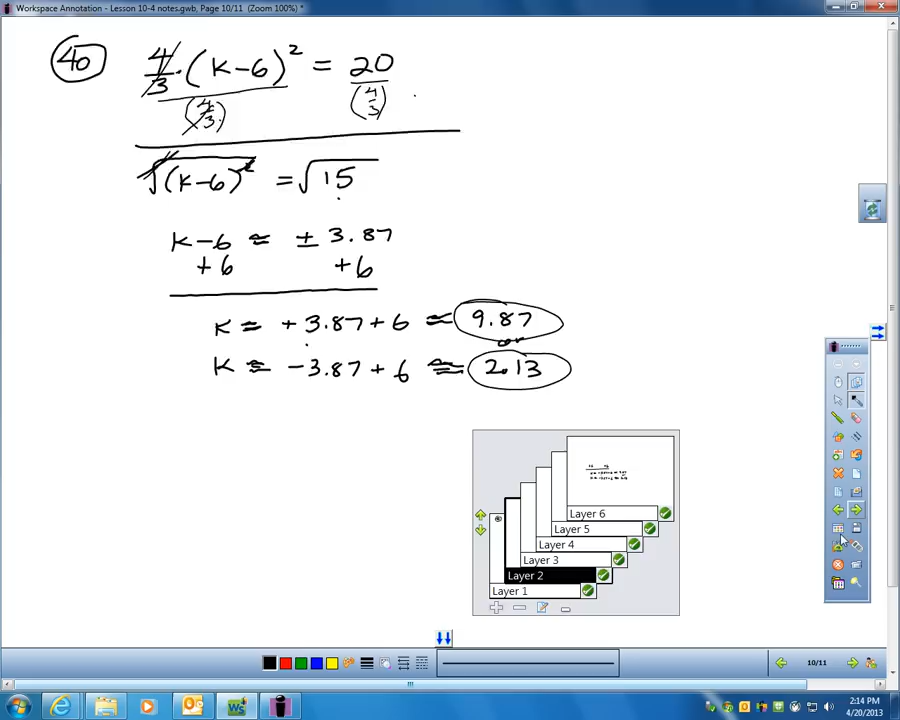 Workspace Annotation - Lesson 10-4 notes.gwb, Page 10/11 (Zoom 100%) *
40
4/3 · (k-6)² = 20
(4/3) (4/3)
√(k-6)² = √15
k-6 ≈ ± 3.87
+6 +6
k ≈ +3.87+6 ≈ 9.87
or
k ≈ -3.87+6 ≈ 2.13
Layer 6
Layer 5
Layer 4
Layer 3
Layer 2
Layer 1
10/11
2:14 PM
4/20/2013